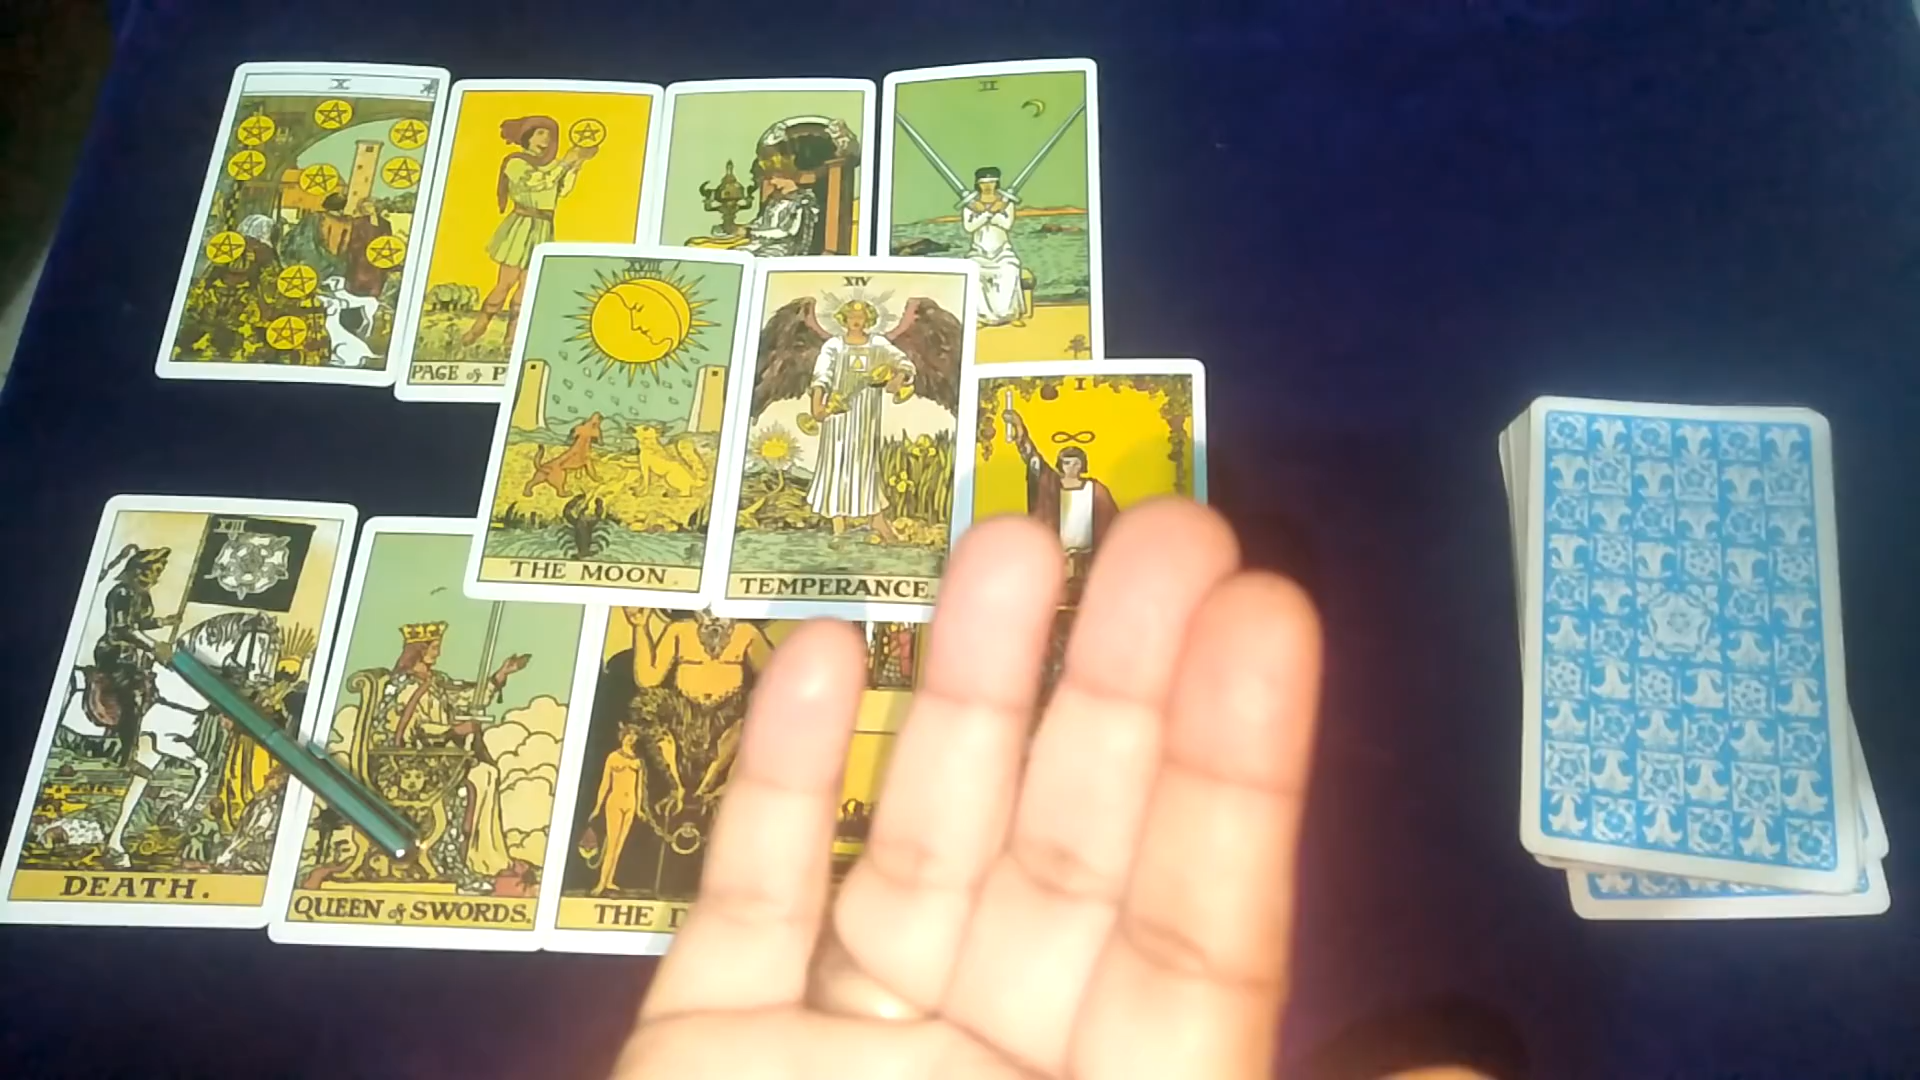 X
II
PAGE of P
XVIII
XIV
I
THE MOON.
TEMPERANCE.
XIII
DEATH.
QUEEN of SWORDS.
THE D